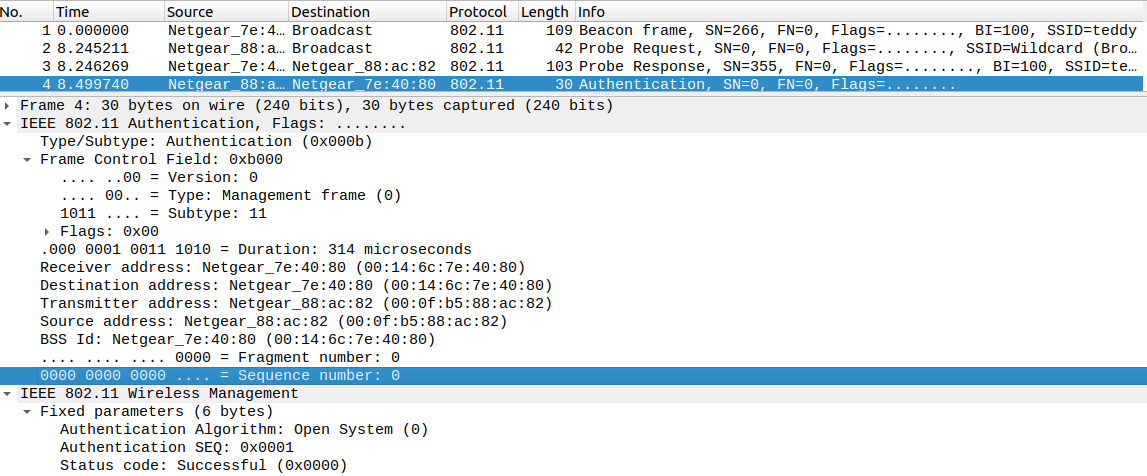 No. Time Source Destination Protocol Length Info
1 0.000000 Netgear_7e:4… Broadcast 802.11 109 Beacon frame, SN=266, FN=0, Flags=........, BI=100, SSID=teddy
2 8.245211 Netgear_88:a… Broadcast 802.11 42 Probe Request, SN=0, FN=0, Flags=........, SSID=Wildcard (Bro…
3 8.246269 Netgear_7e:4… Netgear_88:ac:82 802.11 103 Probe Response, SN=355, FN=0, Flags=........, BI=100, SSID=te…
4 8.499740 Netgear_88:a… Netgear_7e:40:80 802.11 30 Authentication, SN=0, FN=0, Flags=........
Frame 4: 30 bytes on wire (240 bits), 30 bytes captured (240 bits)
IEEE 802.11 Authentication, Flags: ........
Type/Subtype: Authentication (0x000b)
Frame Control Field: 0xb000
.... ..00 = Version: 0
.... 00.. = Type: Management frame (0)
1011 .... = Subtype: 11
Flags: 0x00
.000 0001 0011 1010 = Duration: 314 microseconds
Receiver address: Netgear_7e:40:80 (00:14:6c:7e:40:80)
Destination address: Netgear_7e:40:80 (00:14:6c:7e:40:80)
Transmitter address: Netgear_88:ac:82 (00:0f:b5:88:ac:82)
Source address: Netgear_88:ac:82 (00:0f:b5:88:ac:82)
BSS Id: Netgear_7e:40:80 (00:14:6c:7e:40:80)
.... .... .... 0000 = Fragment number: 0
0000 0000 0000 .... = Sequence number: 0
IEEE 802.11 Wireless Management
Fixed parameters (6 bytes)
Authentication Algorithm: Open System (0)
Authentication SEQ: 0x0001
Status code: Successful (0x0000)